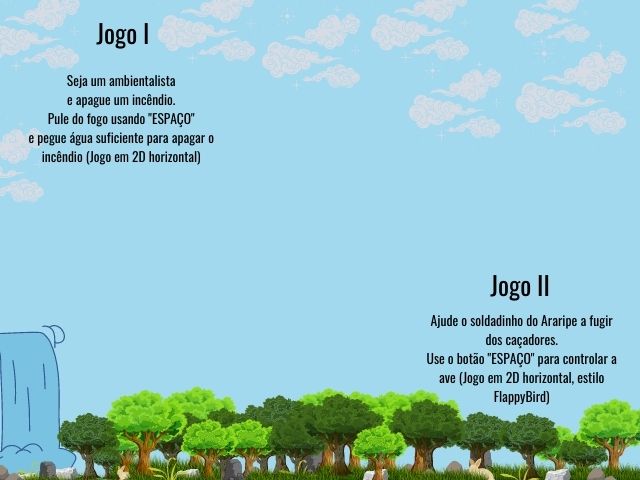 Jogo I
Seja um ambientalista
e apague um incêndio.
Pule do fogo usando "ESPAÇO"
e pegue água suficiente para apagar o
incêndio (Jogo em 2D horizontal)
Jogo II
Ajude o soldadinho do Araripe a fugir
dos caçadores.
Use o botão "ESPAÇO" para controlar a
ave (Jogo em 2D horizontal, estilo
FlappyBird)